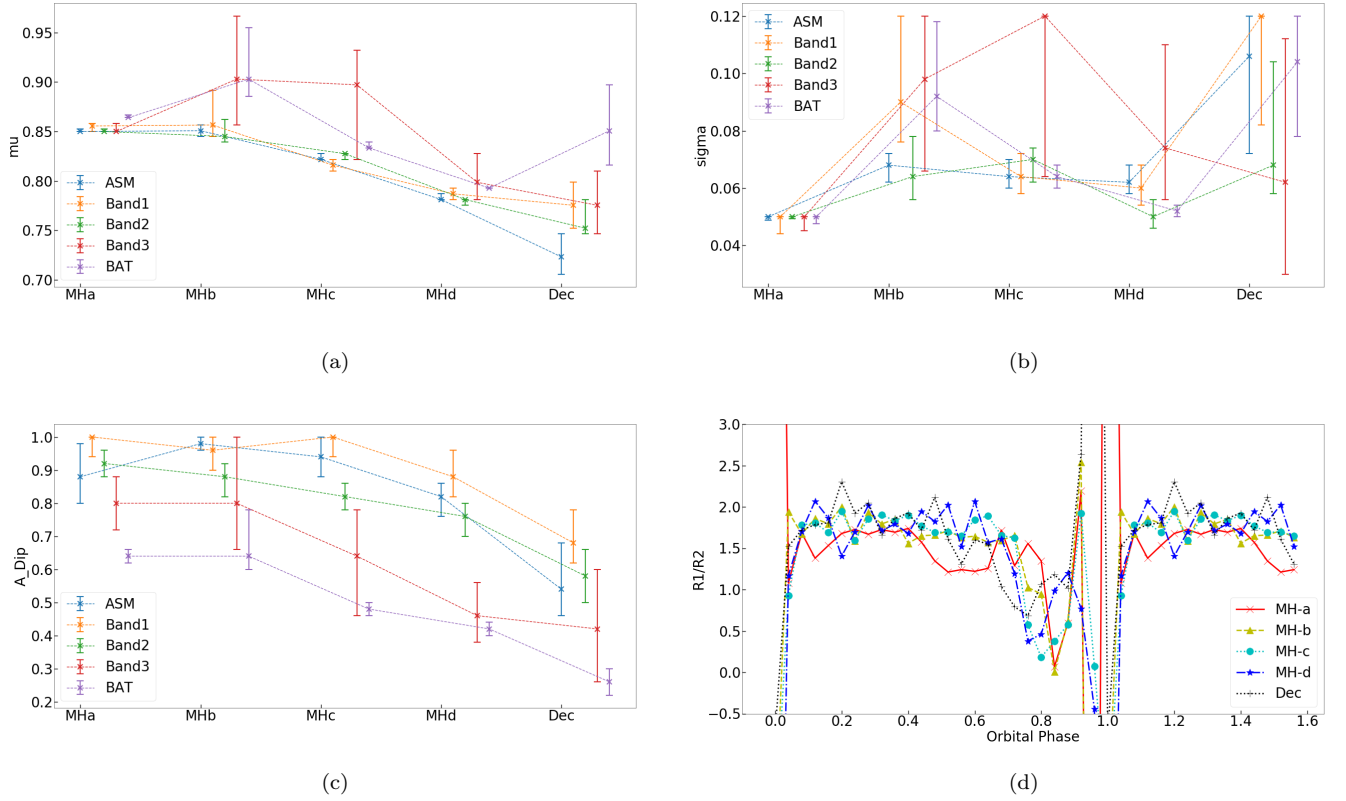 0.95
0.90
0.85
0.80
0.75
0.70
mu
ASM
Band1
Band2
Band3
BAT
MHa MHb MHc MHd Dec
(a)
0.12
0.10
0.08
0.06
0.04
sigma
ASM
Band1
Band2
Band3
BAT
MHa MHb MHc MHd Dec
(b)
1.0
0.9
0.8
0.7
0.6
0.5
0.4
0.3
0.2
A_Dip
ASM
Band1
Band2
Band3
BAT
MHa MHb MHc MHd Dec
(c)
3.0
2.5
2.0
1.5
1.0
0.5
0.0
−0.5
R1/R2
MH-a
MH-b
MH-c
MH-d
Dec
0.0 0.2 0.4 0.6 0.8 1.0 1.2 1.4 1.6
Orbital Phase
(d)